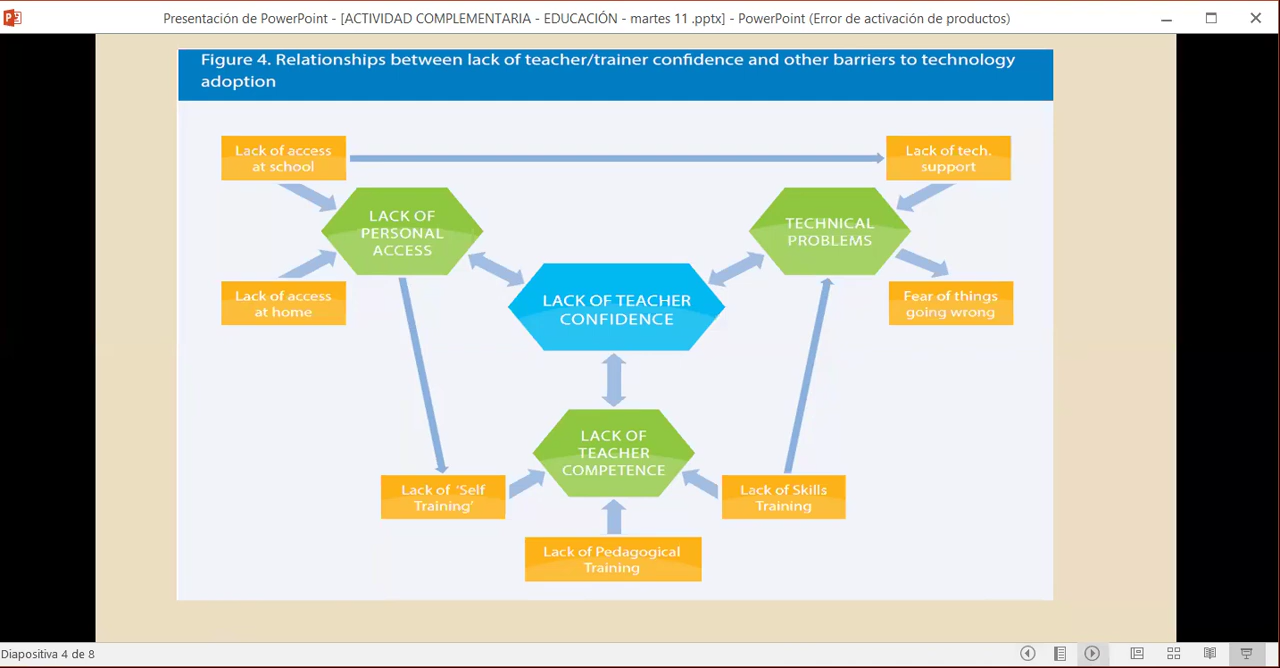 Presentación de PowerPoint - [ACTIVIDAD COMPLEMENTARIA - EDUCACIÓN - martes 11 .pptx] - PowerPoint (Error de activación de productos)
Figure 4. Relationships between lack of teacher/trainer confidence and other barriers to technology
adoption
Lack of access
at school
Lack of tech.
support
LACK OF
PERSONAL
ACCESS
TECHNICAL
PROBLEMS
Lack of access
at home
LACK OF TEACHER
CONFIDENCE
Fear of things
going wrong
LACK OF
TEACHER
COMPETENCE
Lack of 'Self
Training'
Lack of Skills
Training
Lack of Pedagogical
Training
Diapositiva 4 de 8